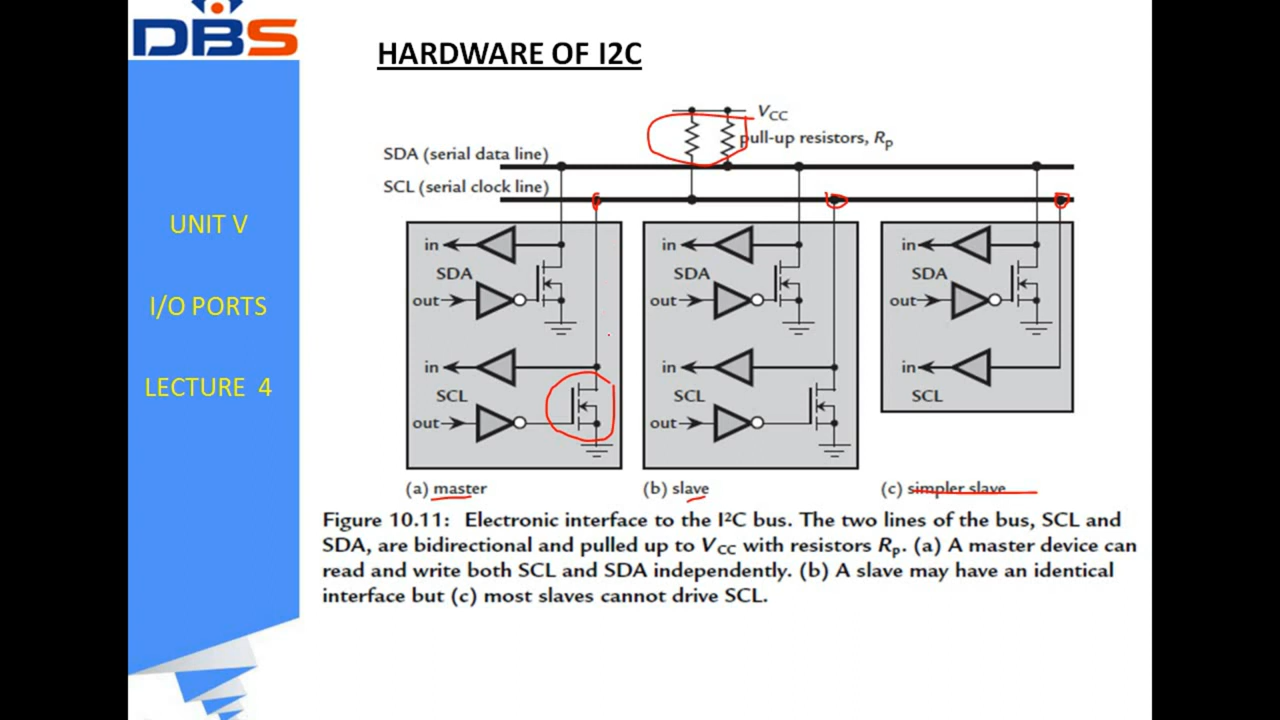 DBS
HARDWARE OF I2C
UNIT V
I/O PORTS
LECTURE 4
VCC
pull-up resistors, Rp
SDA (serial data line)
SCL (serial clock line)
in
SDA
out
in
SCL
out
(a) master
in
SDA
out
in
SCL
out
(b) slave
in
SDA
out
in
SCL
(c) simpler slave
Figure 10.11: Electronic interface to the I²C bus. The two lines of the bus, SCL and
SDA, are bidirectional and pulled up to VCC with resistors Rp. (a) A master device can
read and write both SCL and SDA independently. (b) A slave may have an identical
interface but (c) most slaves cannot drive SCL.